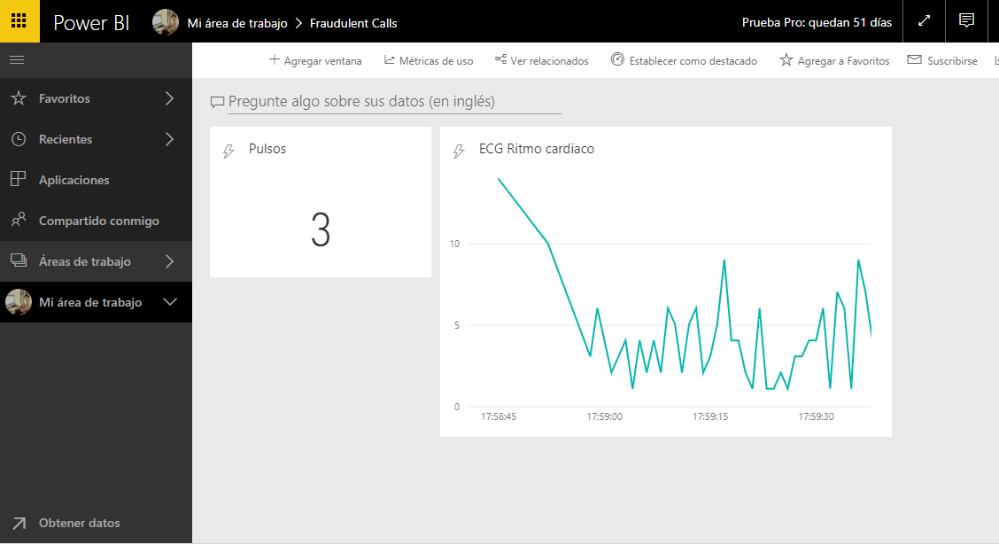 Power BI
Mi área de trabajo > Fraudulent Calls
Prueba Pro: quedan 51 días
Agregar ventana
Métricas de uso
Ver relacionados
Establecer como destacado
Agregar a Favoritos
Suscribirse
Favoritos
Recientes
Aplicaciones
Compartido conmigo
Áreas de trabajo
Mi área de trabajo
Obtener datos
Pregunte algo sobre sus datos (en inglés)
Pulsos
3
ECG Ritmo cardiaco
10
5
0
17:58:45 17:59:00 17:59:15 17:59:30